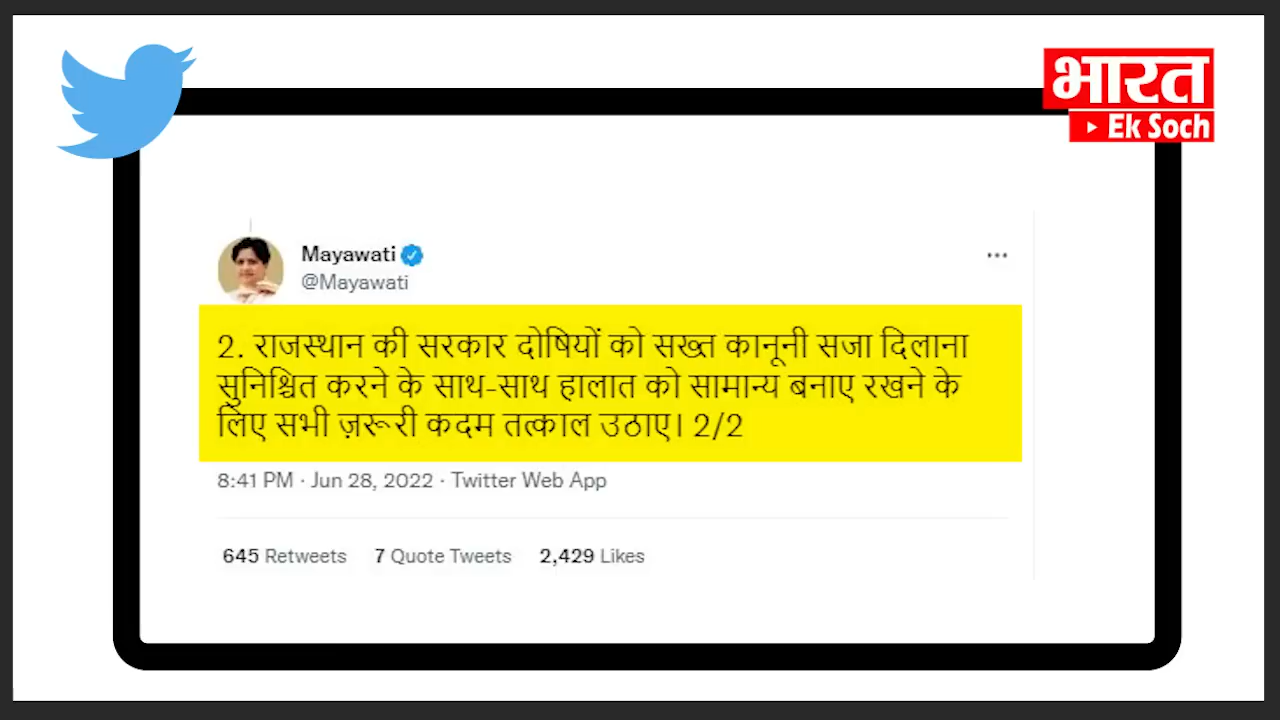 भारत
Ek Soch
Mayawati
@Mayawati
2. राजस्थान की सरकार दोषियों को सख्त कानूनी सजा दिलाना
सुनिश्चित करने के साथ-साथ हालात को सामान्य बनाए रखने के
लिए सभी ज़रूरी कदम तत्काल उठाए। 2/2
8:41 PM · Jun 28, 2022 · Twitter Web App
645 Retweets 7 Quote Tweets 2,429 Likes